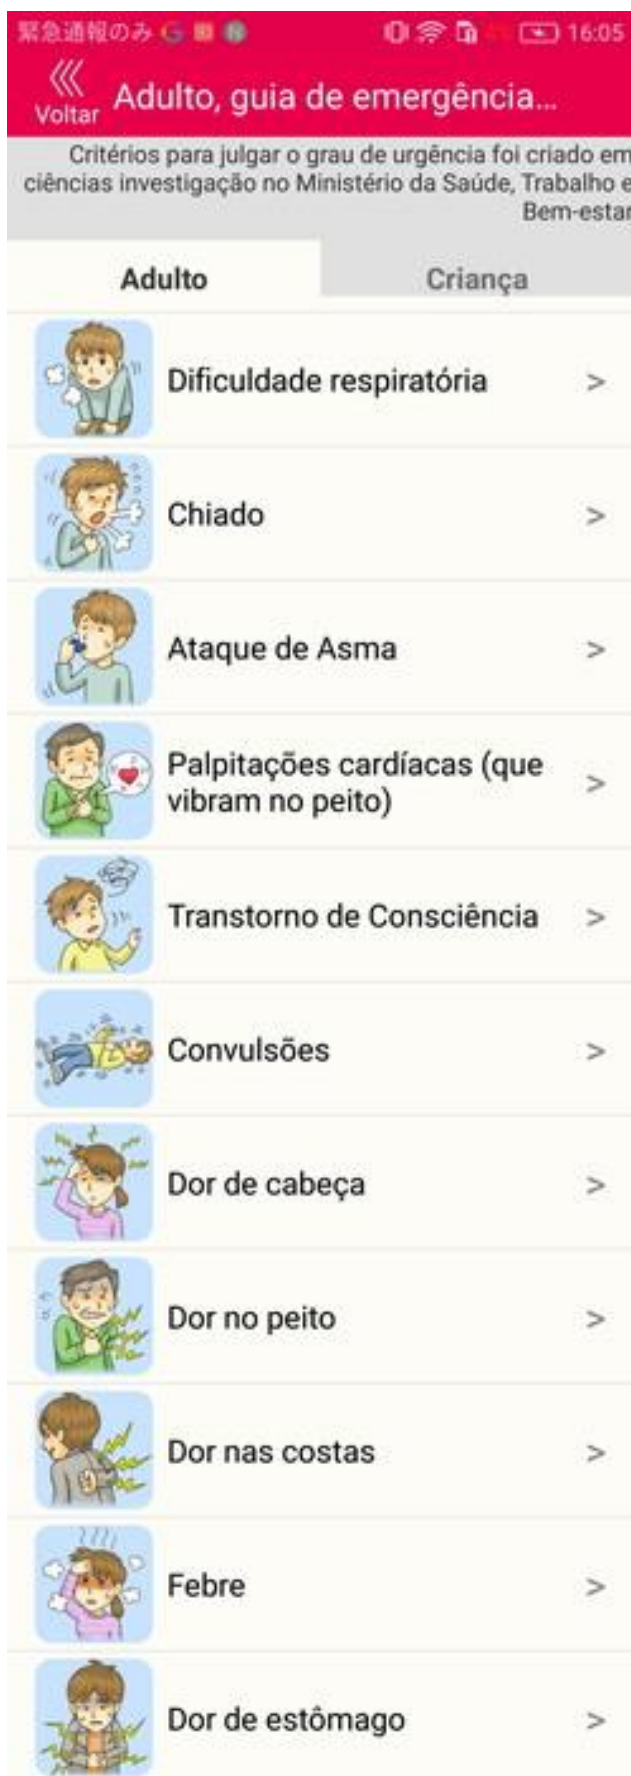 緊急通報のみ 16:05
Voltar Adulto, guia de emergência...
Critérios para julgar o grau de urgência foi criado em
ciências investigação no Ministério da Saúde, Trabalho e
Bem-estar
Adulto Criança
Dificuldade respiratória >
Chiado >
Ataque de Asma >
Palpitações cardíacas (que
vibram no peito) >
Transtorno de Consciência >
Convulsões >
Dor de cabeça >
Dor no peito >
Dor nas costas >
Febre >
Dor de estômago >